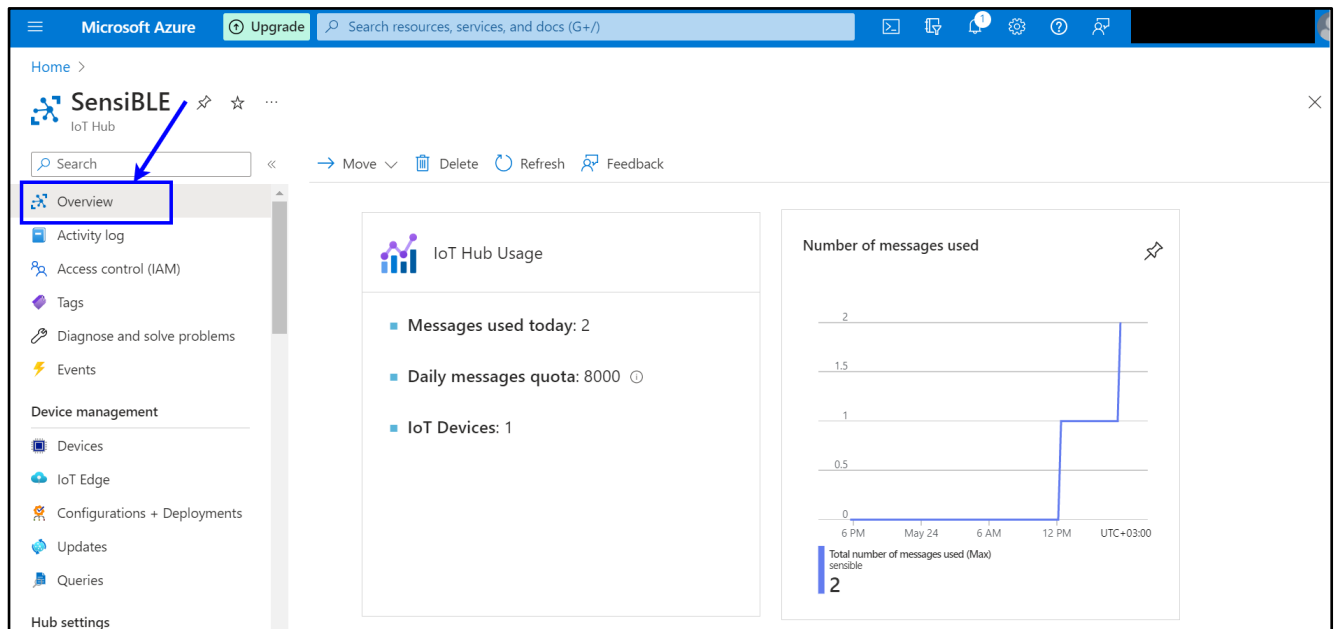 Microsoft Azure
Upgrade
Search resources, services, and docs (G+/)
1
Home >
SensiBLE
IoT Hub
Search
Move
Delete
Refresh
Feedback
Overview
Activity log
Access control (IAM)
Tags
Diagnose and solve problems
Events
Device management
Devices
IoT Edge
Configurations + Deployments
Updates
Queries
Hub settings
IoT Hub Usage
Messages used today: 2
Daily messages quota: 8000
IoT Devices: 1
Number of messages used
2
1.5
1
0.5
0
6 PM May 24 6 AM 12 PM UTC+03:00
Total number of messages used (Max)
sensible
2